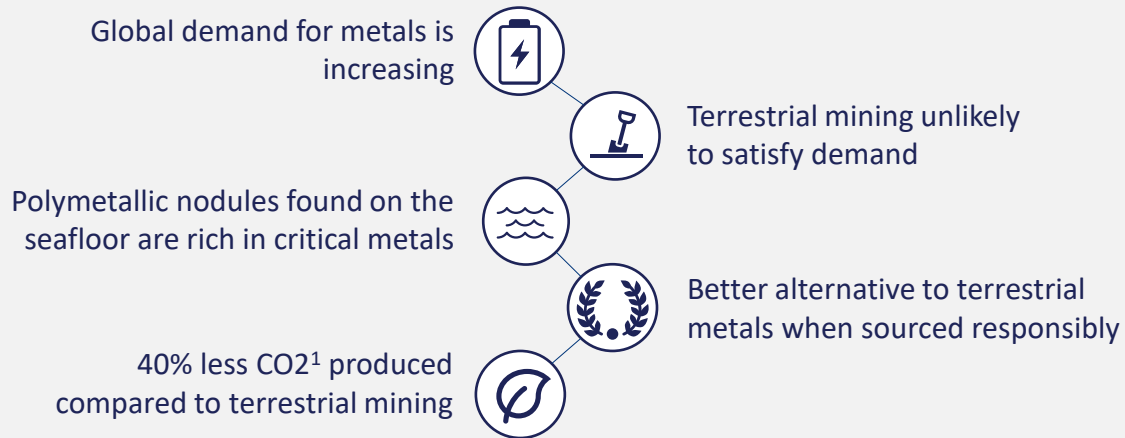 Global demand for metals is
increasing
Terrestrial mining unlikely
to satisfy demand
Polymetallic nodules found on the
seafloor are rich in critical metals
Better alternative to terrestrial
metals when sourced responsibly
40% less CO2¹ produced
compared to terrestrial mining